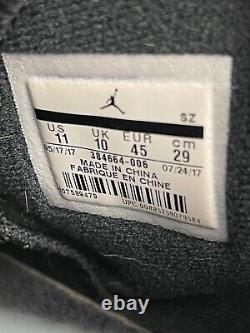 SZ
US UK EUR cm
11 10 45 29
05/17/17 07/24/17
384664-006
MADE IN CHINA
FABRIQUE EN CHINE
UPC